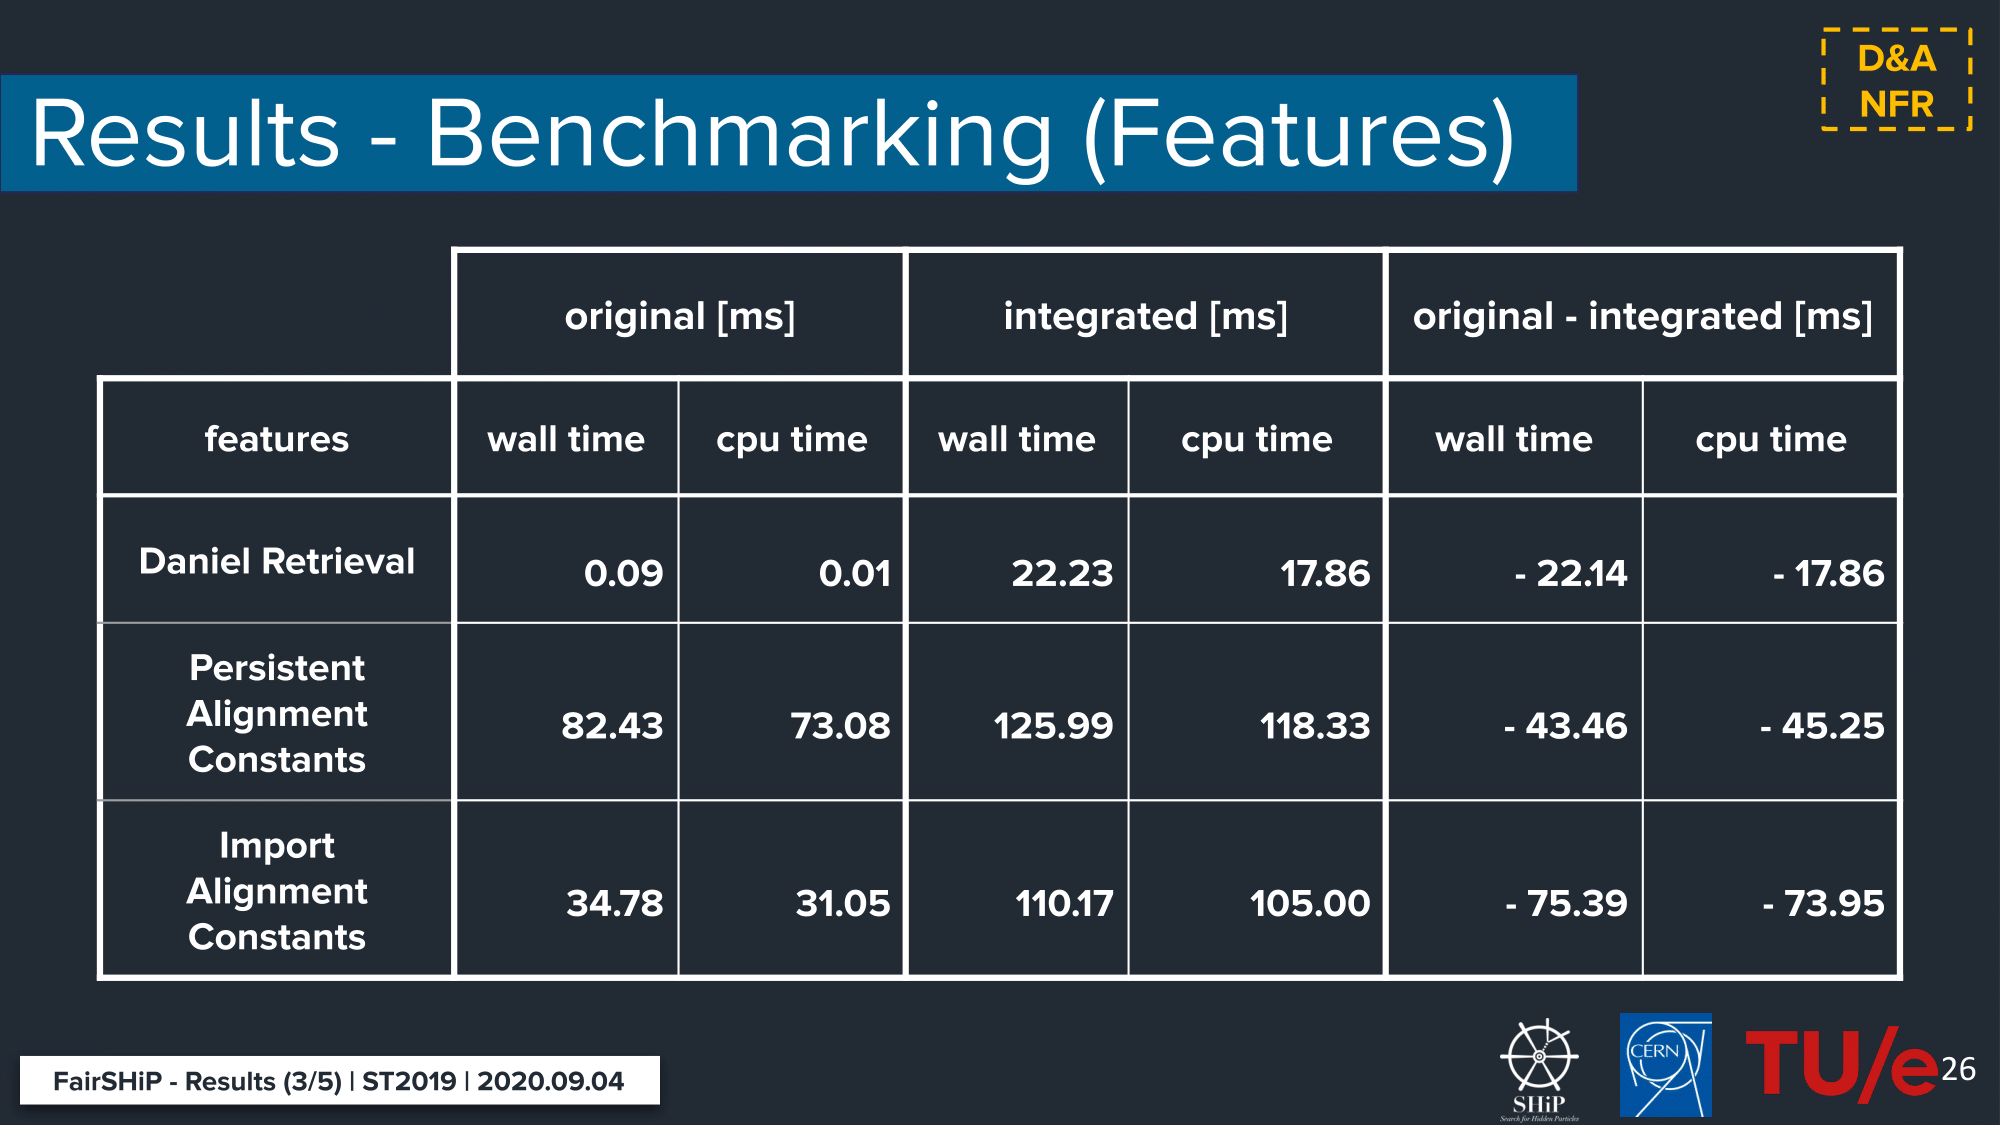 D&A
NFR
Results - Benchmarking (Features)
original [ms] integrated [ms] original - integrated [ms]
features wall time cpu time wall time cpu time wall time cpu time
Daniel Retrieval 0.09 0.01 22.23 17.86 - 22.14 - 17.86
Persistent
Alignment
Constants 82.43 73.08 125.99 118.33 - 43.46 - 45.25
Import
Alignment
Constants 34.78 31.05 110.17 105.00 - 75.39 - 73.95
FairSHiP - Results (3/5) | ST2019 | 2020.09.04
SHiP
Search for Hidden Particles
CERN
TU/e
26